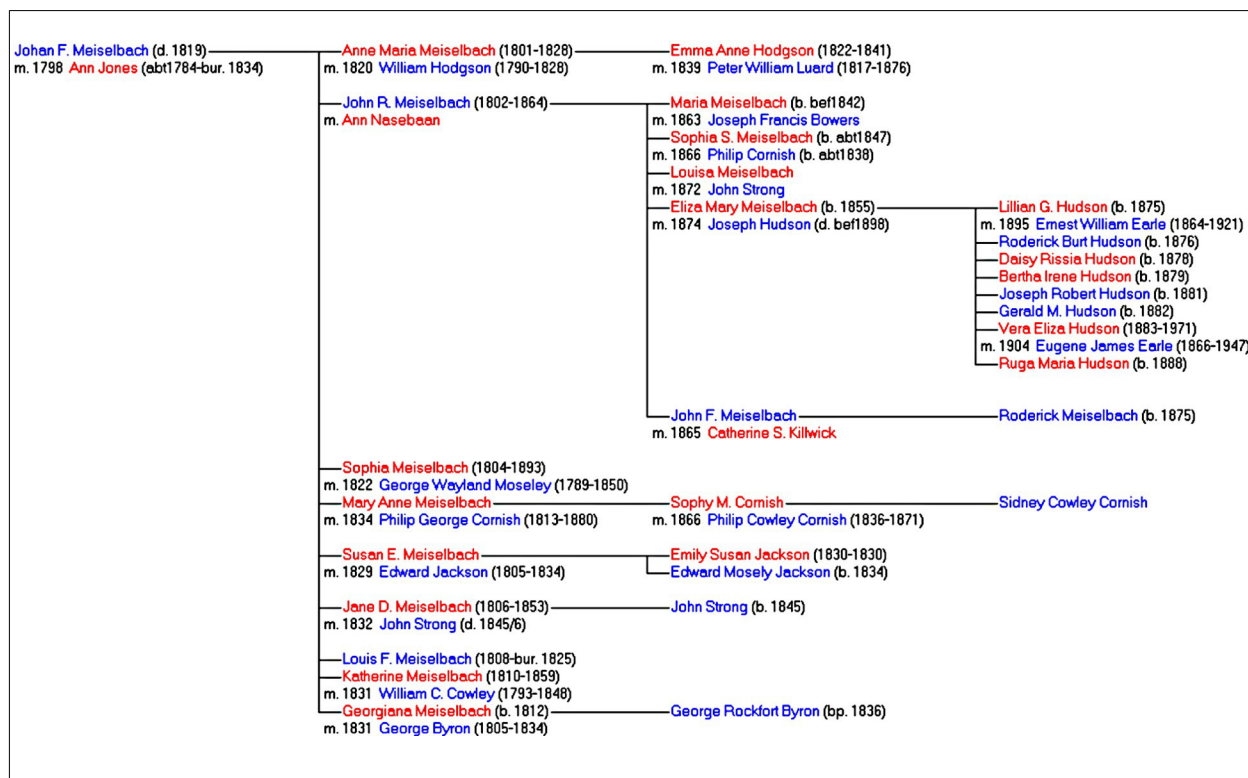 Johan F. Meiselbach (d. 1819)
m. 1798 Ann Jones (abt1784-bur. 1834)
Anne Maria Meiselbach (1801-1828)
m. 1820 William Hodgson (1790-1828)
Emma Anne Hodgson (1822-1841)
m. 1839 Peter William Luard (1817-1876)
John R. Meiselbach (1802-1864)
m. Ann Nasebaan
Maria Meiselbach (b. bef1842)
m. 1863 Joseph Francis Bowers
Sophia S. Meiselbach (b. abt1847)
m. 1866 Philip Cornish (b. abt1838)
Louisa Meiselbach
m. 1872 John Strong
Eliza Mary Meiselbach (b. 1855)
m. 1874 Joseph Hudson (d. bef1898)
Lillian G. Hudson (b. 1875)
m. 1895 Ernest William Earle (1864-1921)
Roderick Burt Hudson (b. 1876)
Daisy Rissia Hudson (b. 1878)
Bertha Irene Hudson (b. 1879)
Joseph Robert Hudson (b. 1881)
Gerald M. Hudson (b. 1882)
Vera Eliza Hudson (1883-1971)
m. 1904 Eugene James Earle (1866-1947)
Ruga Maria Hudson (b. 1888)
John F. Meiselbach
m. 1865 Catherine S. Killwick
Roderick Meiselbach (b. 1875)
Sophia Meiselbach (1804-1893)
m. 1822 George Wayland Moseley (1789-1850)
Mary Anne Meiselbach
m. 1834 Philip George Cornish (1813-1880)
Sophy M. Cornish
m. 1866 Philip Cowley Cornish (1836-1871)
Sidney Cowley Cornish
Susan E. Meiselbach
m. 1829 Edward Jackson (1805-1834)
Emily Susan Jackson (1830-1830)
Edward Mosely Jackson (b. 1834)
Jane D. Meiselbach (1806-1853)
m. 1832 John Strong (d. 1845/6)
John Strong (b. 1845)
Louis F. Meiselbach (1808-bur. 1825)
Katherine Meiselbach (1810-1859)
m. 1831 William C. Cowley (1793-1848)
Georgiana Meiselbach (b. 1812)
m. 1831 George Byron (1805-1834)
George Rockfort Byron (bp. 1836)